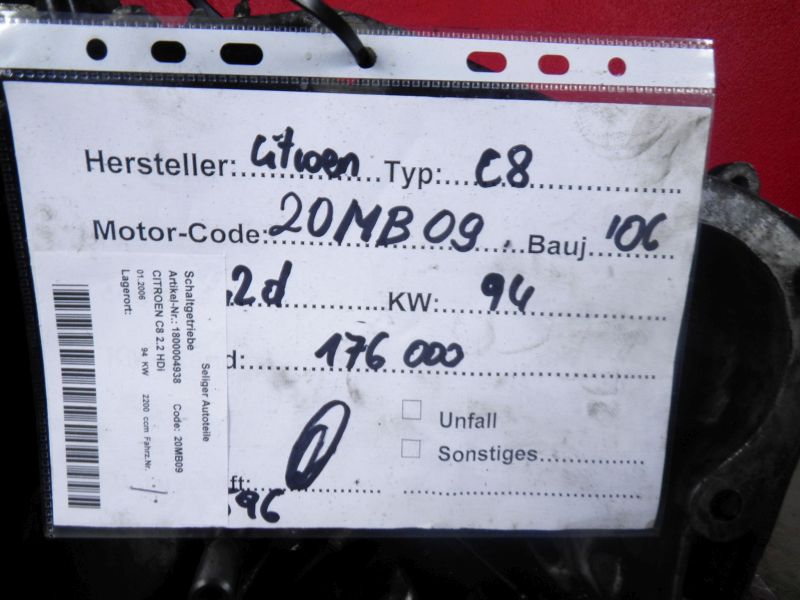 Hersteller: Citroen Typ: C8
Motor-Code: 20MB09. Bauj '06
.2d KW: 94
d: 176 000
Unfall
Sonstiges
ft:
Seliger Autoteile
Schaltgetriebe
Artikel-Nr.: 1800004938 Code: 20MB09
CITROEN C8 2.2 HDi
01.2006 94 KW 2200 ccm Fahrz.Nr.
Lagerort: